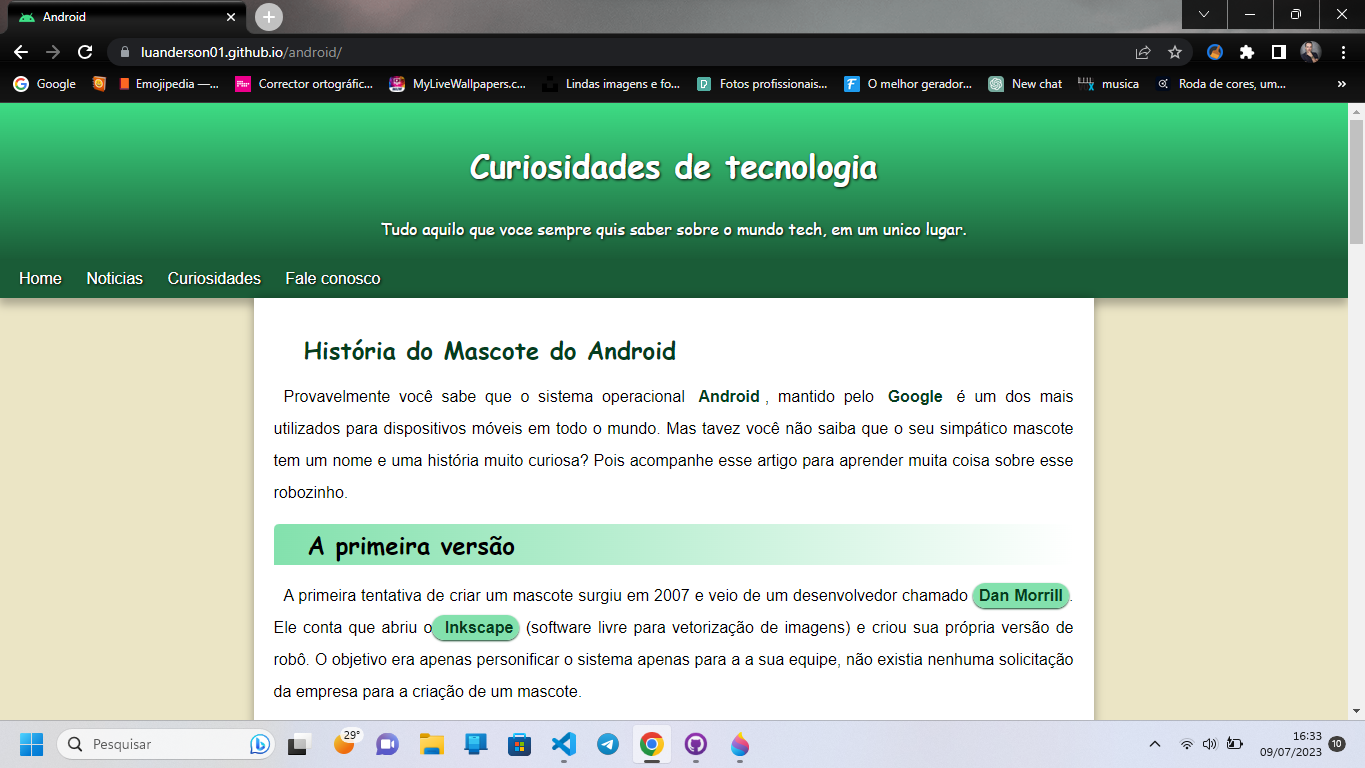 Android
luanderson01.github.io/android/
Google
Emojipedia —...
Corrector ortográfic...
MyLiveWallpapers.c...
Lindas imagens e fo...
Fotos profissionais...
O melhor gerador...
New chat
musica
Roda de cores, um...
»
Curiosidades de tecnologia
Tudo aquilo que voce sempre quis saber sobre o mundo tech, em um unico lugar.
Home Noticias Curiosidades Fale conosco
História do Mascote do Android
Provavelmente você sabe que o sistema operacional Android , mantido pelo Google é um dos mais
utilizados para dispositivos móveis em todo o mundo. Mas tavez você não saiba que o seu simpático mascote
tem um nome e uma história muito curiosa? Pois acompanhe esse artigo para aprender muita coisa sobre esse
robozinho.
A primeira versão
A primeira tentativa de criar um mascote surgiu em 2007 e veio de um desenvolvedor chamado Dan Morrill.
Ele conta que abriu o Inkscape (software livre para vetorização de imagens) e criou sua própria versão de
robô. O objetivo era apenas personificar o sistema apenas para a a sua equipe, não existia nenhuma solicitação
da empresa para a criação de um mascote.
Pesquisar
29°
16:33
09/07/2023
10